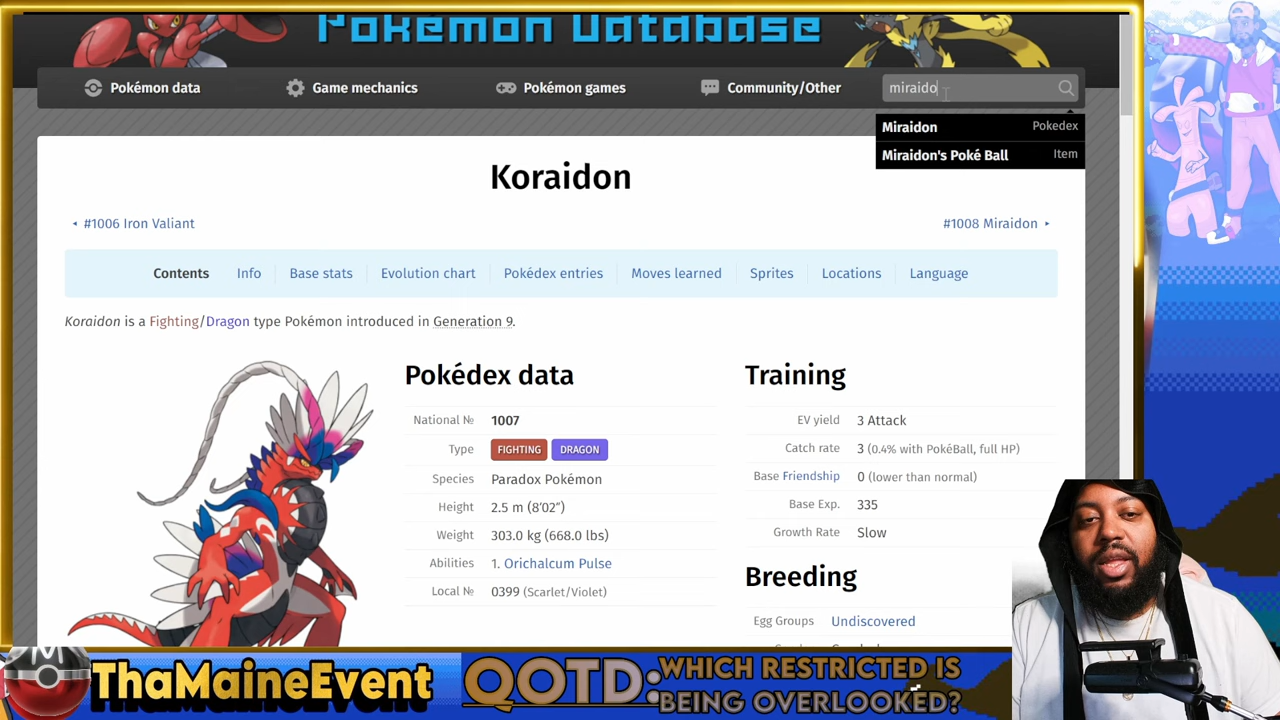 Pokémon Database
Pokémon data
Game mechanics
Pokémon games
Community/Other
miraido
Miraidon Pokedex
Miraidon's Poké Ball Item
Koraidon
◂ #1006 Iron Valiant
#1008 Miraidon ▸
Contents Info Base stats Evolution chart Pokédex entries Moves learned Sprites Locations Language
Koraidon is a Fighting/Dragon type Pokémon introduced in Generation 9.
Pokédex data
National № 1007
Type FIGHTING DRAGON
Species Paradox Pokémon
Height 2.5 m (8′02″)
Weight 303.0 kg (668.0 lbs)
Abilities 1. Orichalcum Pulse
Local № 0399 (Scarlet/Violet)
Training
EV yield 3 Attack
Catch rate 3 (0.4% with PokéBall, full HP)
Base Friendship 0 (lower than normal)
Base Exp. 335
Growth Rate Slow
Breeding
Egg Groups Undiscovered
M
ThaMaineEvent
QOTD: WHICH RESTRICTED IS
BEING OVERLOOKED?